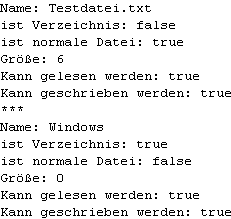 Name: Testdatei.txt
ist Verzeichnis: false
ist normale Datei: true
Größe: 6
Kann gelesen werden: true
Kann geschrieben werden: true
***
Name: Windows
ist Verzeichnis: true
ist normale Datei: false
Größe: 0
Kann gelesen werden: true
Kann geschrieben werden: true